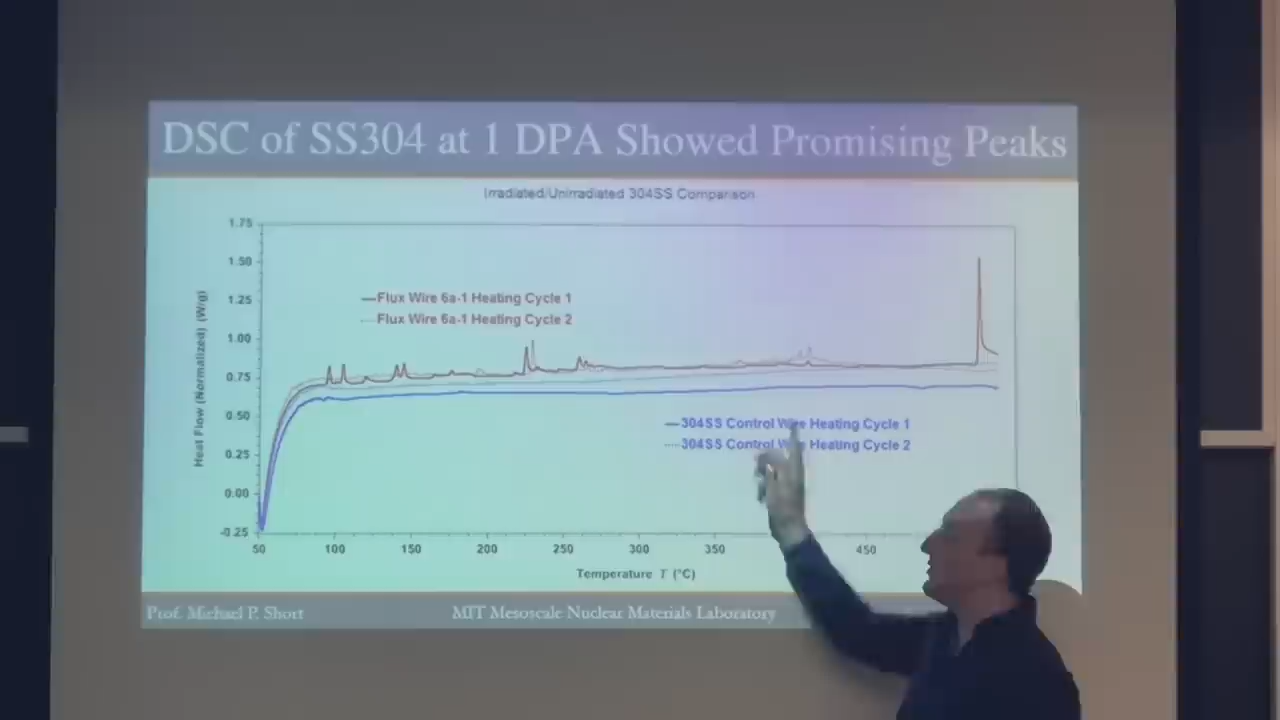 DSC of SS304 at 1 DPA Showed Promising Peaks
Irradiated/Unirradiated 304SS Comparison
1.75
1.50
1.25
1.00
0.75
0.50
0.25
0.00
-0.25
Heat Flow (Normalized) (W/g)
Flux Wire 6a-1 Heating Cycle 1
Flux Wire 6a-1 Heating Cycle 2
304SS Control Wire Heating Cycle 1
304SS Control Wire Heating Cycle 2
50 100 150 200 250 300 350 450
Temperature T (°C)
Prof. Michael P. Short MIT Mesoscale Nuclear Materials Laboratory